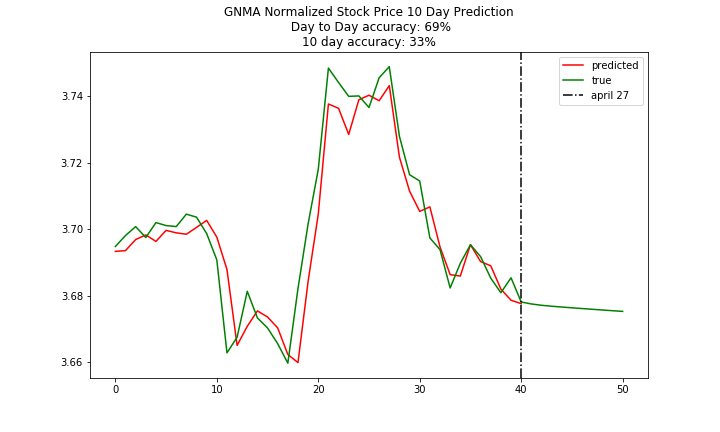 GNMA Normalized Stock Price 10 Day Prediction
Day to Day accuracy: 69%
10 day accuracy: 33%
predicted
true
april 27
3.74
3.72
3.70
3.68
3.66
0 10 20 30 40 50